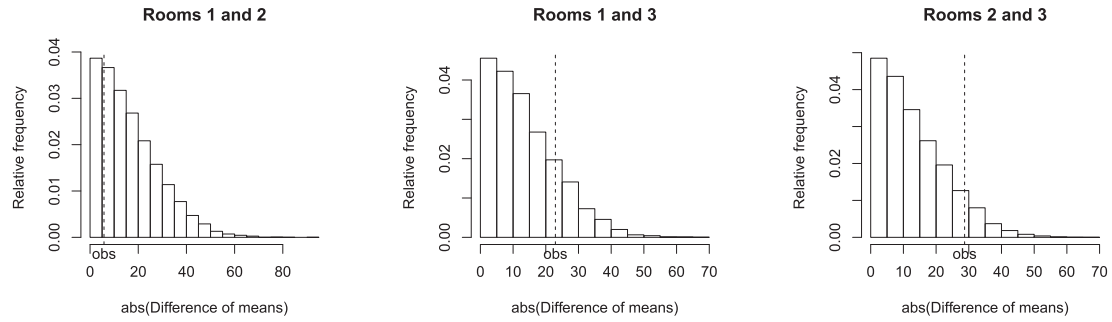 Rooms 1 and 2
Relative frequency
0.00 0.01 0.02 0.03 0.04
obs
0 20 40 60 80
abs(Difference of means)
Rooms 1 and 3
Relative frequency
0.00 0.02 0.04
obs
0 10 20 30 40 50 60 70
abs(Difference of means)
Rooms 2 and 3
Relative frequency
0.00 0.02 0.04
obs
0 10 20 30 40 50 60 70
abs(Difference of means)